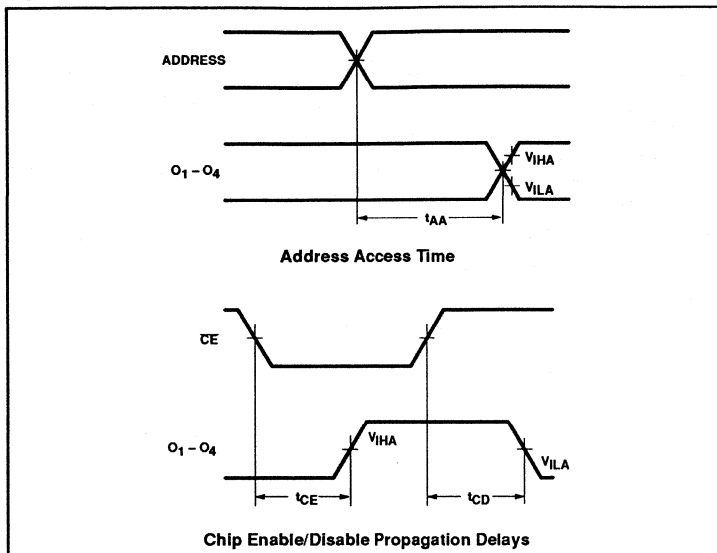 ADDRESS
O1 – O4
VIHA
VILA
tAA
Address Access Time
CE
O1 – O4
VIHA
VILA
tCE
tCD
Chip Enable/Disable Propagation Delays